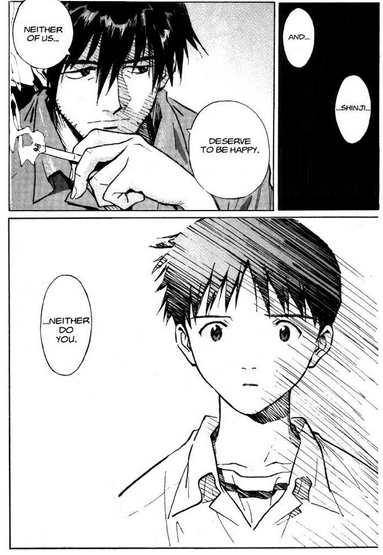 NEITHER
OF US...
DESERVE
TO BE HAPPY.
AND...
...SHINJI...
...NEITHER
DO
YOU.